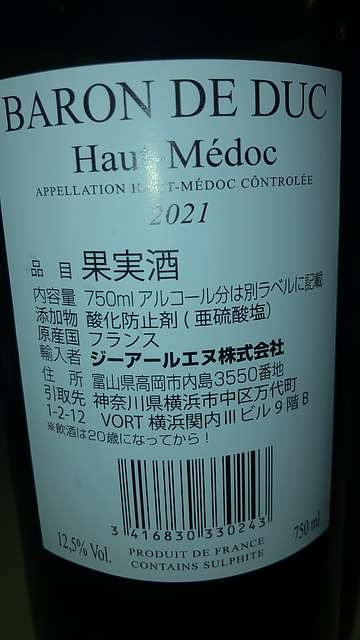 BARON DE DUC
Haut-Médoc
APPELLATION HAUT-MÉDOC CÔNTROLÉE
2021
品 目 果実酒
内容量 750ml アルコール分は別ラベルに記載
添加物 酸化防止剤(亜硫酸塩)
原産国 フランス
輸入者 ジーアールエヌ株式会社
住 所 富山県高岡市内島3550番地
引取先 神奈川県横浜市中区万代町
1-2-12 VORT 横浜関内Ⅲビル9階B
※飲酒は20歳になってから！
3 416830 330243
12,5% Vol.
PRODUIT DE FRANCE
CONTAINS SULPHITE
750 ml